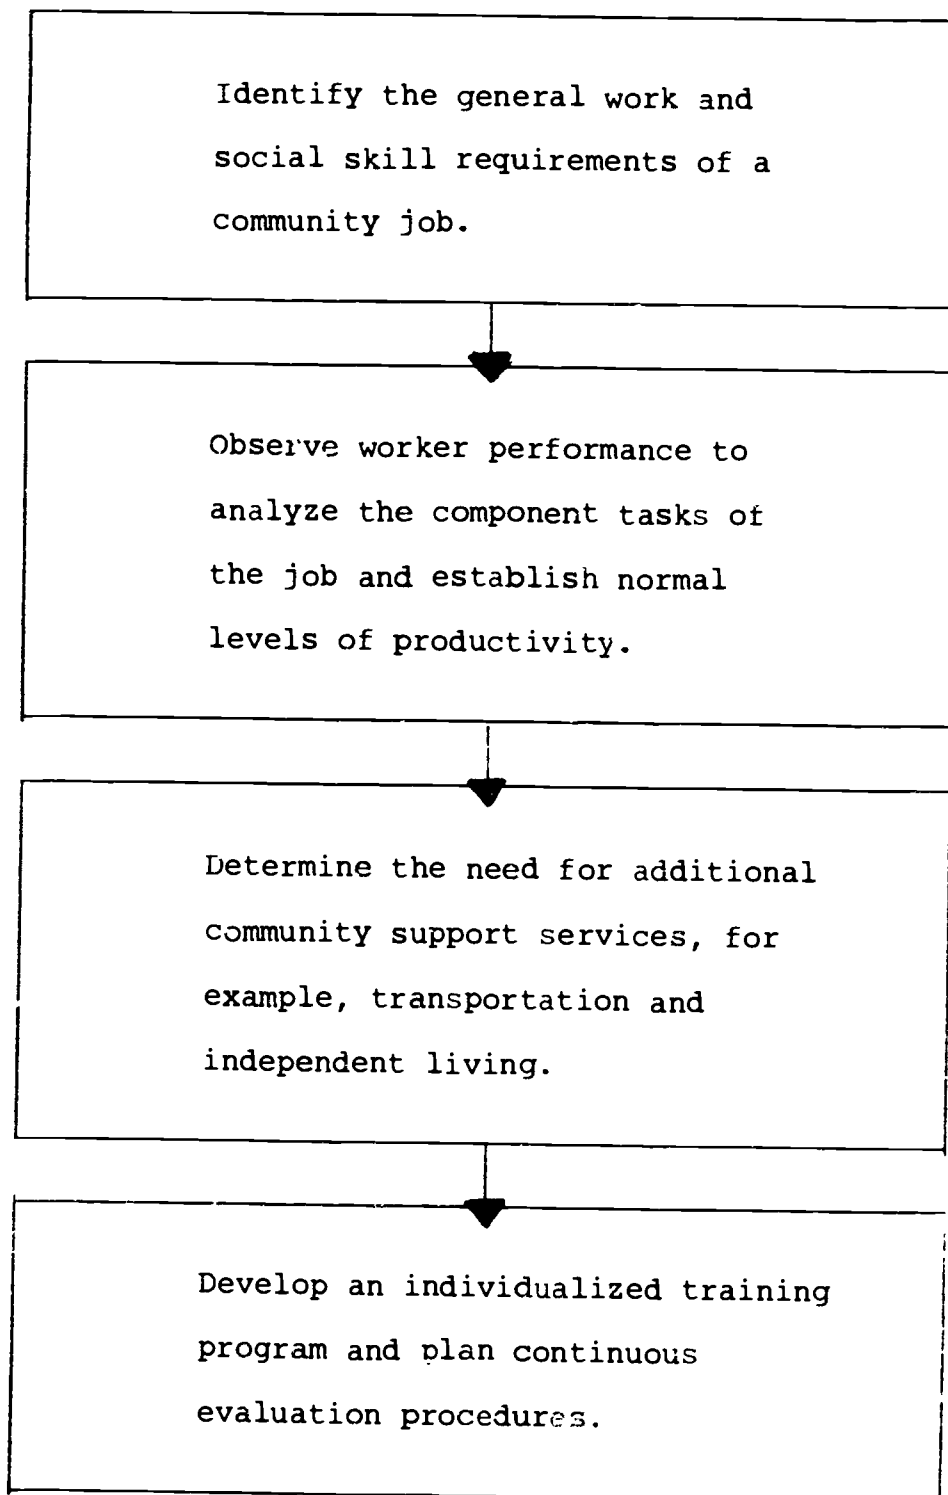 Identify the general work and
social skill requirements of a
community job.
Observe worker performance to
analyze the component tasks of
the job and establish normal
levels of productivity.
Determine the need for additional
community support services, for
example, transportation and
independent living.
Develop an individualized training
program and plan continuous
evaluation procedures.